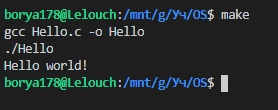 borya178@Lelouch:/mnt/g/Уч/OS$ make
gcc Hello.c -o Hello
./Hello
Hello world!
borya178@Lelouch:/mnt/g/Уч/OS$